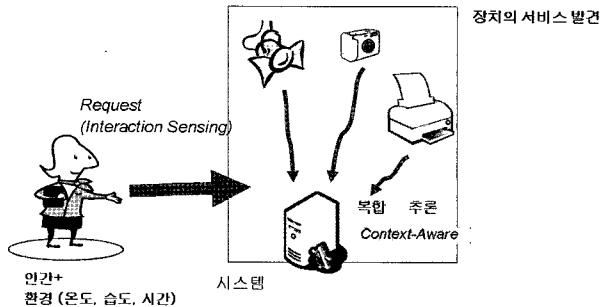 장치의 서비스 발견
Request
(Interaction Sensing)
복합 추론
Context-Aware
인간+
환경 (온도, 습도, 시간)
시스템